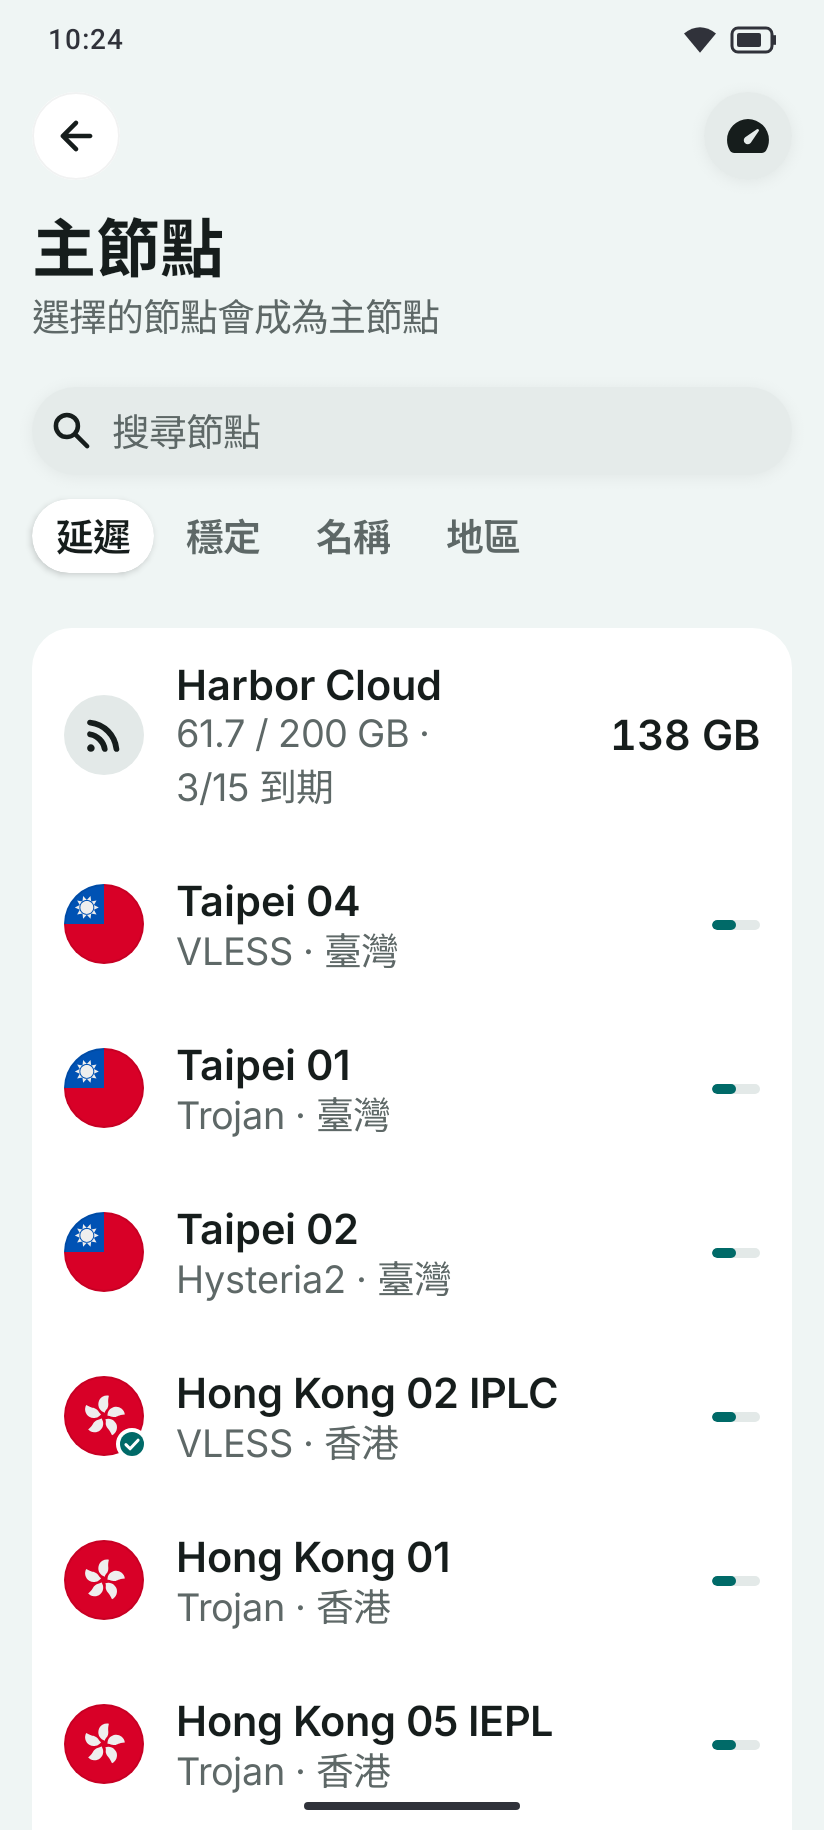 10:24
主節點
選擇的節點會成為主節點
搜尋節點
延遲 穩定 名稱 地區
Harbor Cloud
61.7 / 200 GB ·
3/15 到期
138 GB
Taipei 04
VLESS · 臺灣
Taipei 01
Trojan · 臺灣
Taipei 02
Hysteria2 · 臺灣
Hong Kong 02 IPLC
VLESS · 香港
Hong Kong 01
Trojan · 香港
Hong Kong 05 IEPL
Trojan · 香港